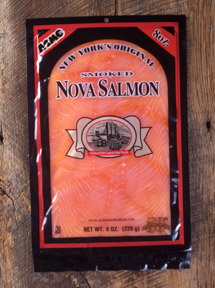 ACME
8oz.
NEW YORK'S ORIGINAL
SMOKED
NOVA SALMON
NET WT. 8 OZ. (226 g)